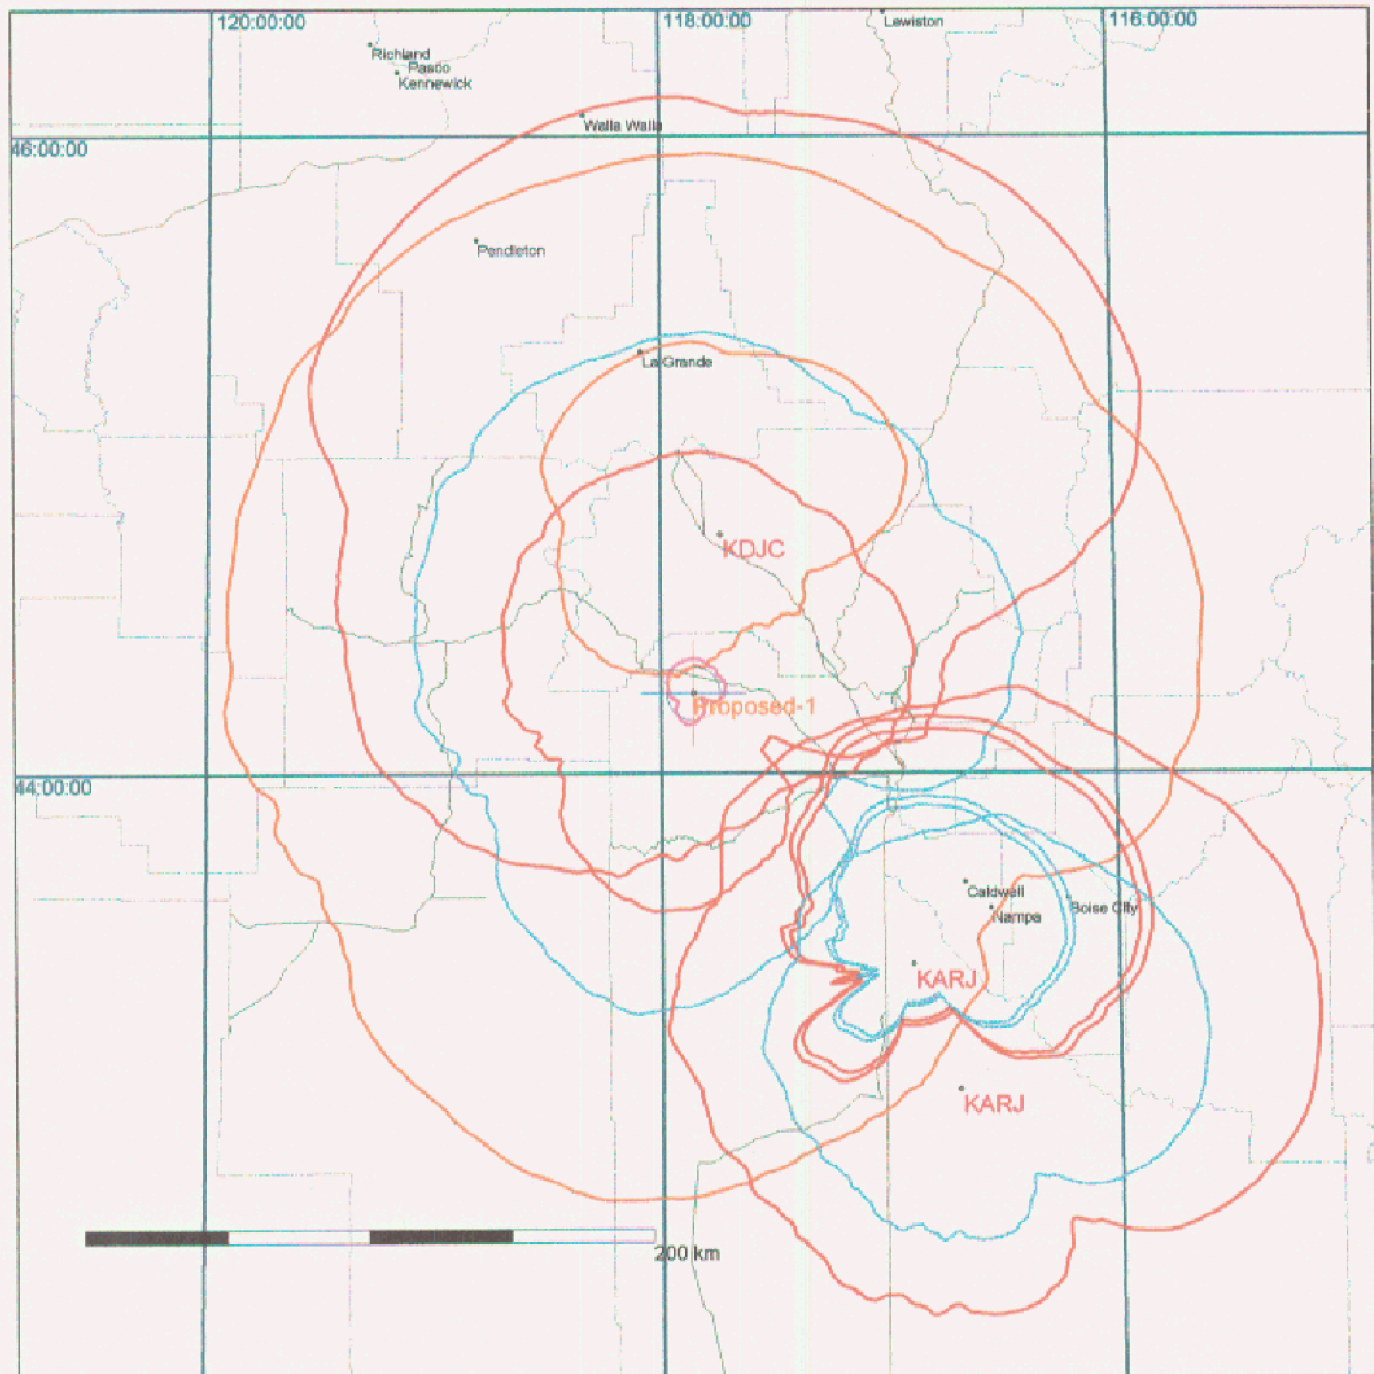 120:00:00
118:00:00
116:00:00
Lewiston
Richland
Pasco
Kennewick
Walla Walla
46:00:00
Pendleton
La Grande
KDJC
Proposed-1
44:00:00
Caldwell
Nampa
Boise City
KARJ
KARJ
200 km